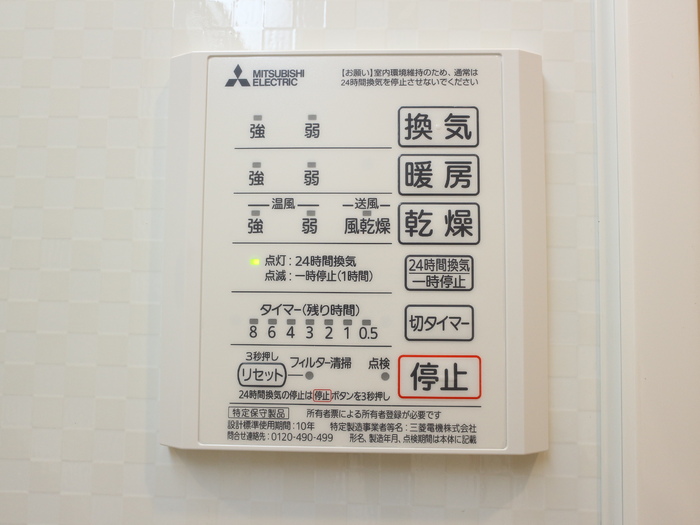 MITSUBISHI
ELECTRIC
【お願い】室内環境維持のため、通常は
24時間換気を停止させないでください
強 弱 換気
強 弱 暖房
温風 送風
強 弱 風乾燥 乾燥
点灯：24時間換気
点滅：一時停止(1時間)
24時間換気
一時停止
タイマー(残り時間)
8 6 4 3 2 1 0.5
切タイマー
3秒押し
リセット フィルター清掃 点検
停止
24時間換気の停止は停止ボタンを3秒押し
特定保守製品 所有者票による所有者登録が必要です
設計標準使用期間：10年 特定製造事業者等名：三菱電機株式会社
問合せ連絡先：0120-490-499 形名、製造年月、点検期間は本体に記載